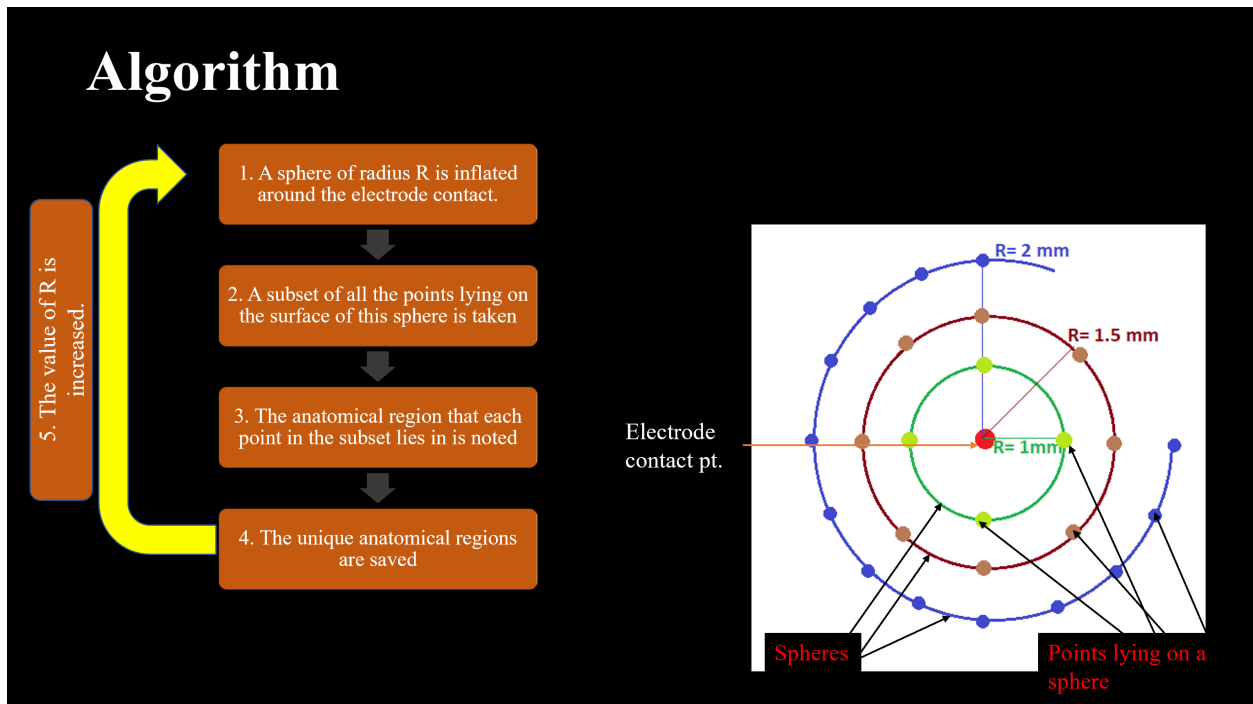 Algorithm
1. A sphere of radius R is inflated
around the electrode contact.
2. A subset of all the points lying on
the surface of this sphere is taken
3. The anatomical region that each
point in the subset lies in is noted
4. The unique anatomical regions
are saved
5. The value of R is
increased.
R= 2 mm
R= 1.5 mm
R= 1mm
Electrode
contact pt.
Spheres
Points lying on a
sphere